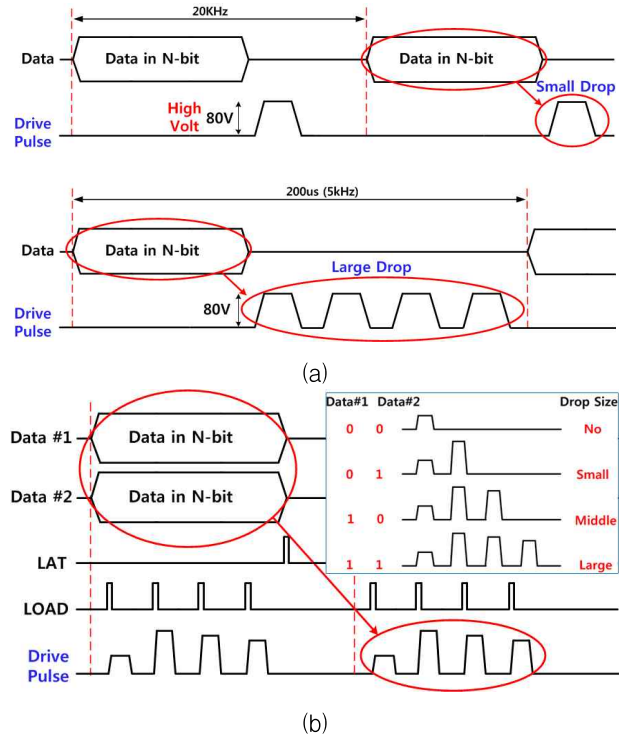 20KHz
Data
Data in N-bit
Data in N-bit
Small Drop
High Volt
80V
Drive Pulse
200us (5kHz)
Data
Data in N-bit
Large Drop
80V
Drive Pulse
(a)
Data#1 Data#2 Drop Size
0 0 No
0 1 Small
1 0 Middle
1 1 Large
Data #1
Data in N-bit
Data #2
Data in N-bit
LAT
LOAD
Drive Pulse
(b)